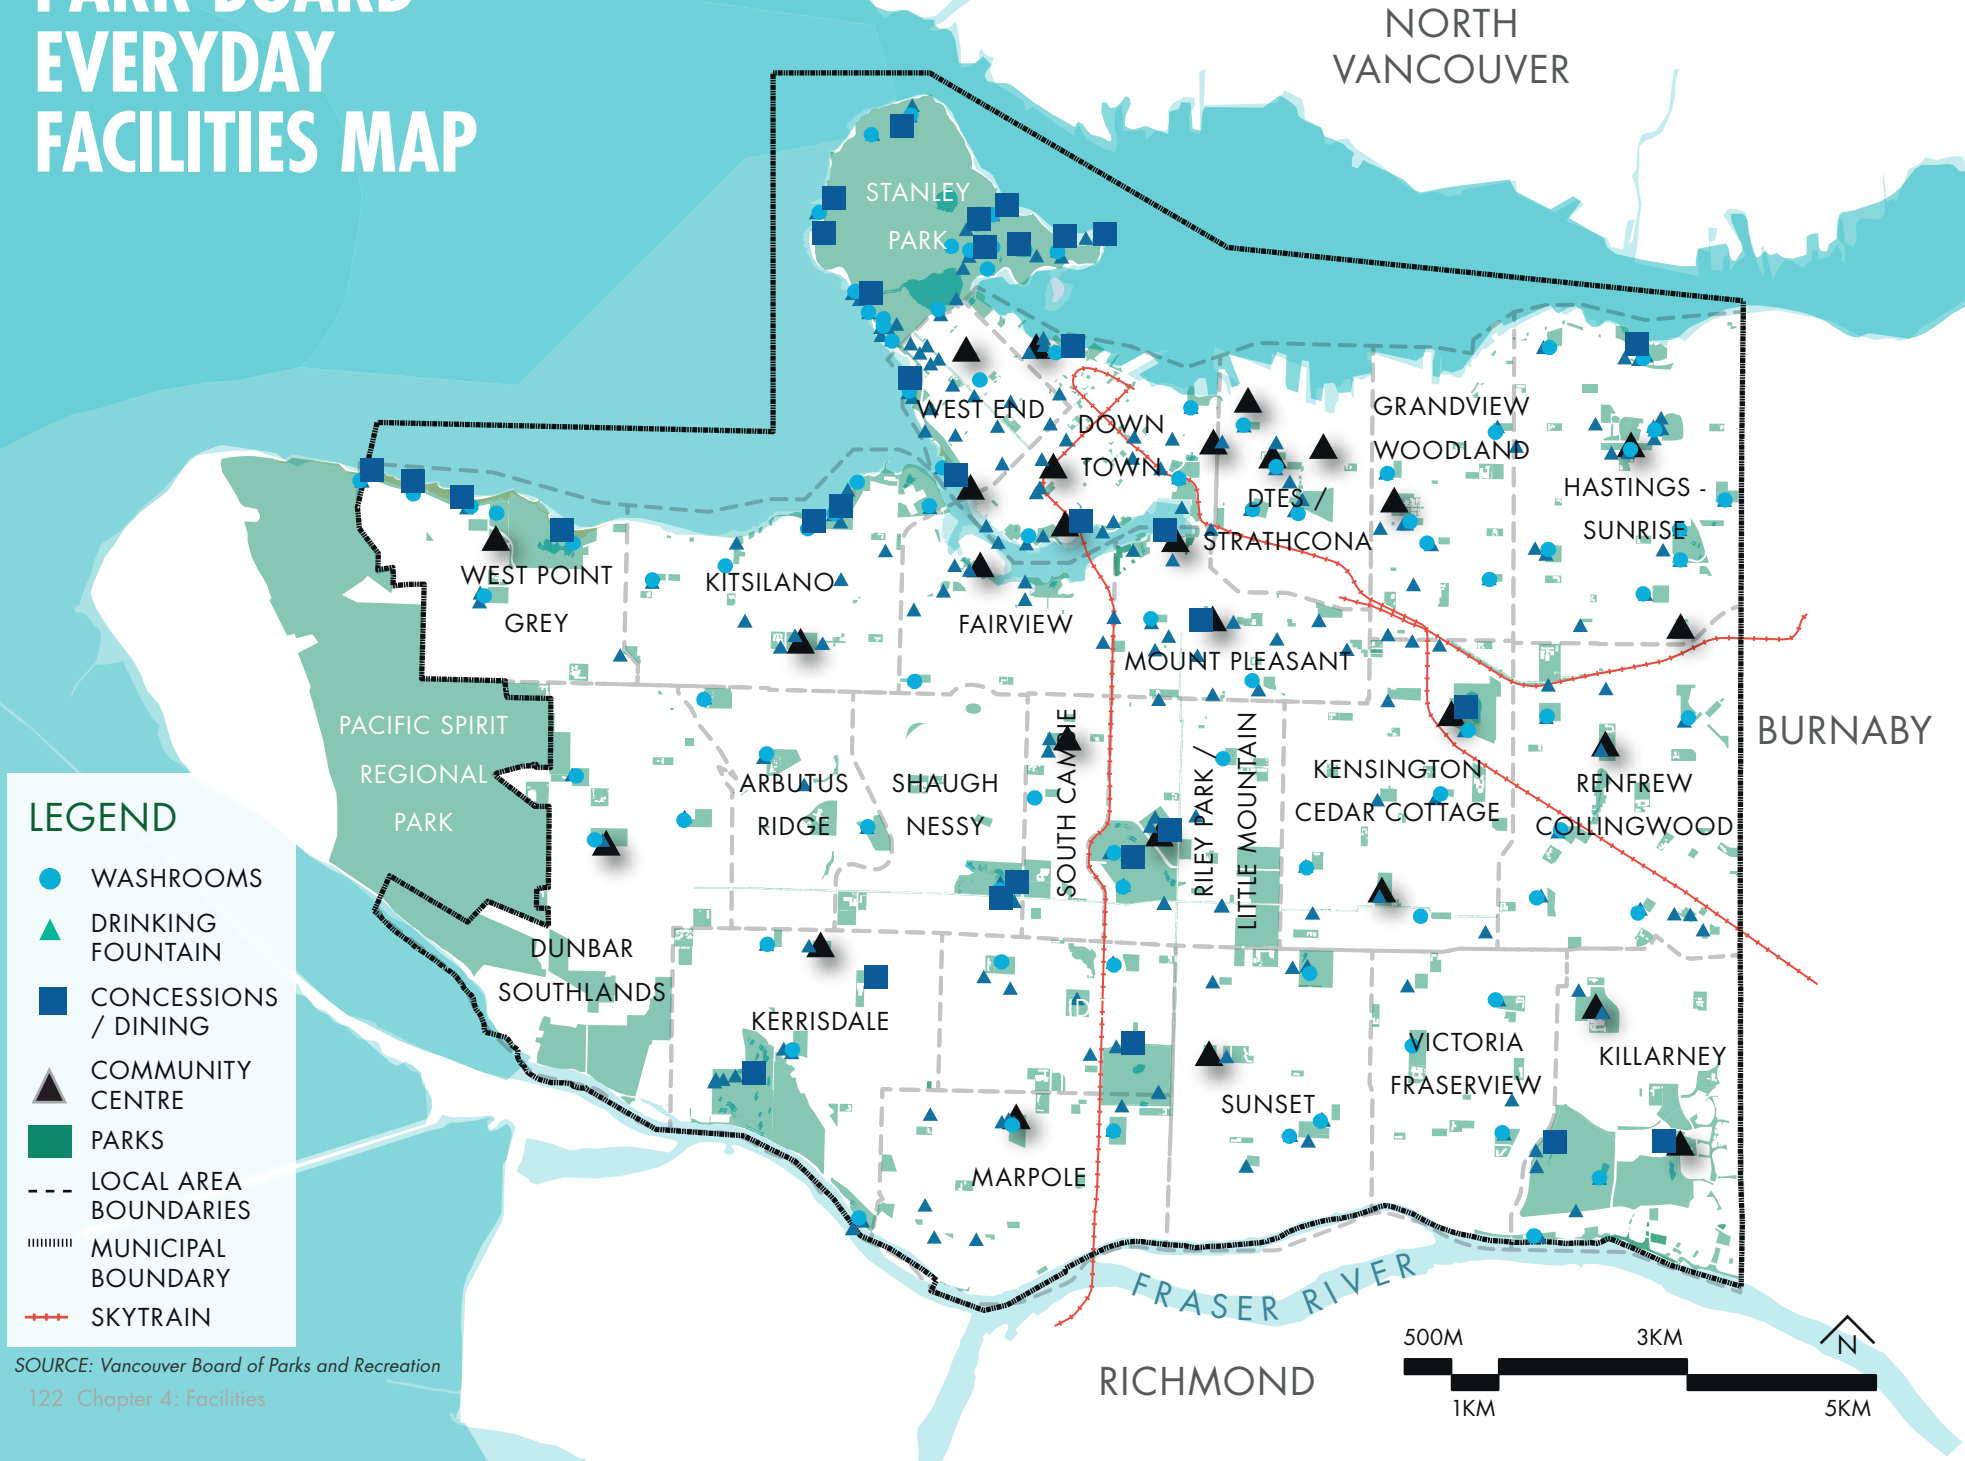 PARK BOARD
EVERYDAY
FACILITIES MAP
NORTH
VANCOUVER
STANLEY
PARK
WEST END
DOWN
TOWN
GRANDVIEW
WOODLAND
HASTINGS -
SUNRISE
DTES /
STRATHCONA
WEST POINT
GREY
KITSILANO
FAIRVIEW
MOUNT PLEASANT
PACIFIC SPIRIT
REGIONAL
PARK
ARBUTUS
RIDGE
SHAUGH
NESSY
SOUTH CAMBIE
RILEY PARK /
LITTLE MOUNTAIN
KENSINGTON
CEDAR COTTAGE
RENFREW
COLLINGWOOD
BURNABY
DUNBAR
SOUTHLANDS
KERRISDALE
MARPOLE
SUNSET
VICTORIA
FRASERVIEW
KILLARNEY
FRASER RIVER
RICHMOND
LEGEND
WASHROOMS
DRINKING
FOUNTAIN
CONCESSIONS
/ DINING
COMMUNITY
CENTRE
PARKS
LOCAL AREA
BOUNDARIES
MUNICIPAL
BOUNDARY
SKYTRAIN
SOURCE: Vancouver Board of Parks and Recreation
122 Chapter 4: Facilities
500M
3KM
1KM
5KM
N